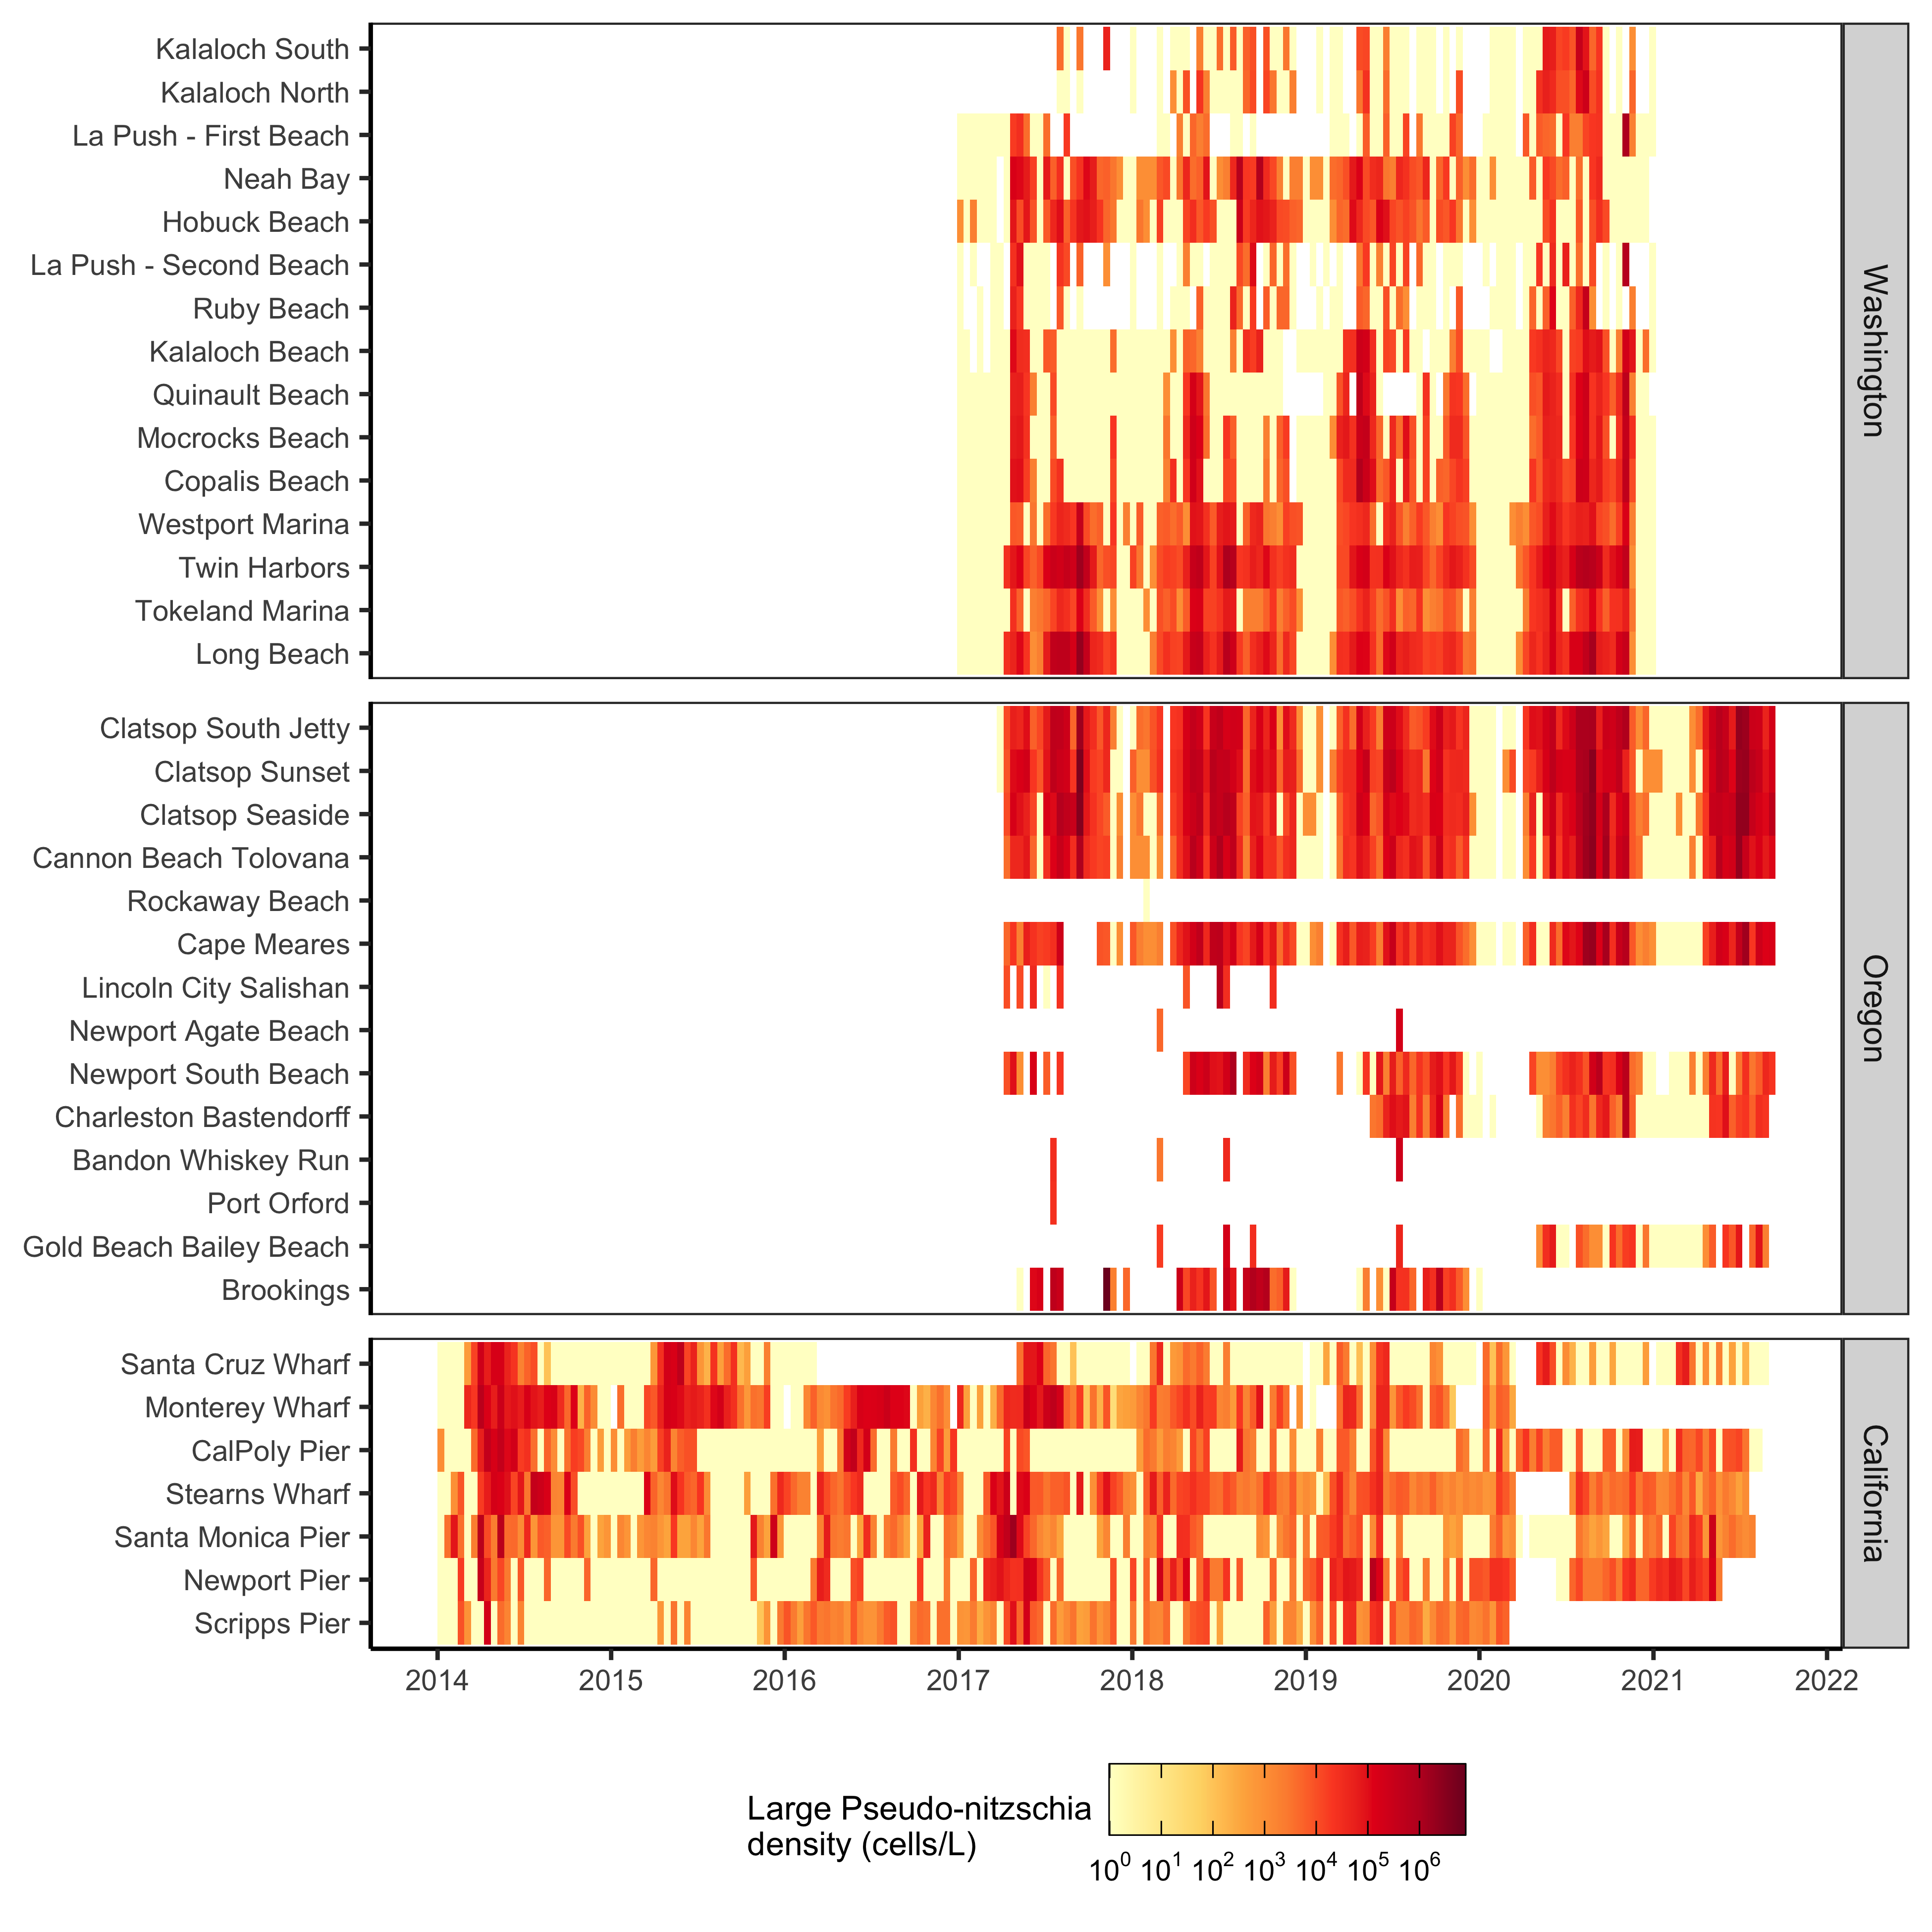 Kalaloch South
Kalaloch North
La Push - First Beach
Neah Bay
Hobuck Beach
La Push - Second Beach
Ruby Beach
Kalaloch Beach
Quinault Beach
Mocrocks Beach
Copalis Beach
Westport Marina
Twin Harbors
Tokeland Marina
Long Beach
Washington
Clatsop South Jetty
Clatsop Sunset
Clatsop Seaside
Cannon Beach Tolovana
Rockaway Beach
Cape Meares
Lincoln City Salishan
Newport Agate Beach
Newport South Beach
Charleston Bastendorff
Bandon Whiskey Run
Port Orford
Gold Beach Bailey Beach
Brookings
Oregon
Santa Cruz Wharf
Monterey Wharf
CalPoly Pier
Stearns Wharf
Santa Monica Pier
Newport Pier
Scripps Pier
California
2014 2015 2016 2017 2018 2019 2020 2021 2022
Large Pseudo-nitzschia
density (cells/L)
10⁰ 10¹ 10² 10³ 10⁴ 10⁵ 10⁶